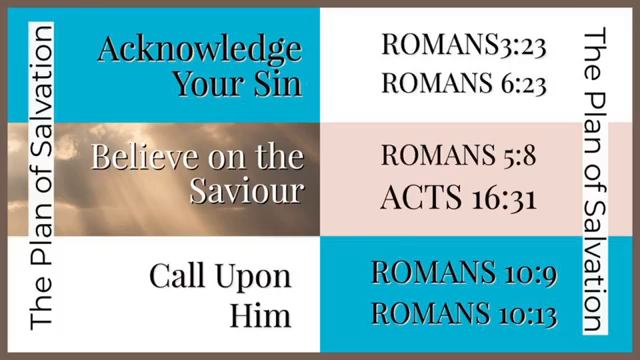 The Plan of Salvation
Acknowledge
Your Sin
ROMANS3:23
ROMANS 6:23
Believe on the
Saviour
ROMANS 5:8
ACTS 16:31
Call Upon
Him
ROMANS 10:9
ROMANS 10:13
The Plan of Salvation